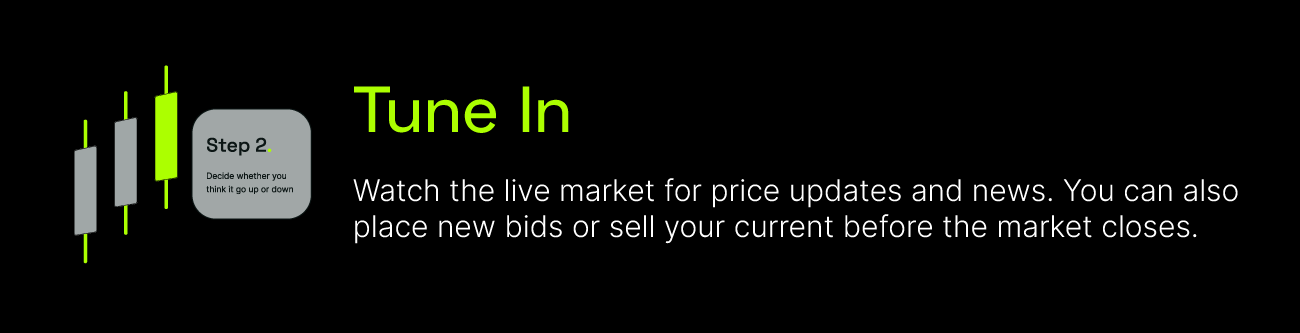 Step 2.
Decide whether you
think it go up or down
Tune In
Watch the live market for price updates and news. You can also
place new bids or sell your current before the market closes.